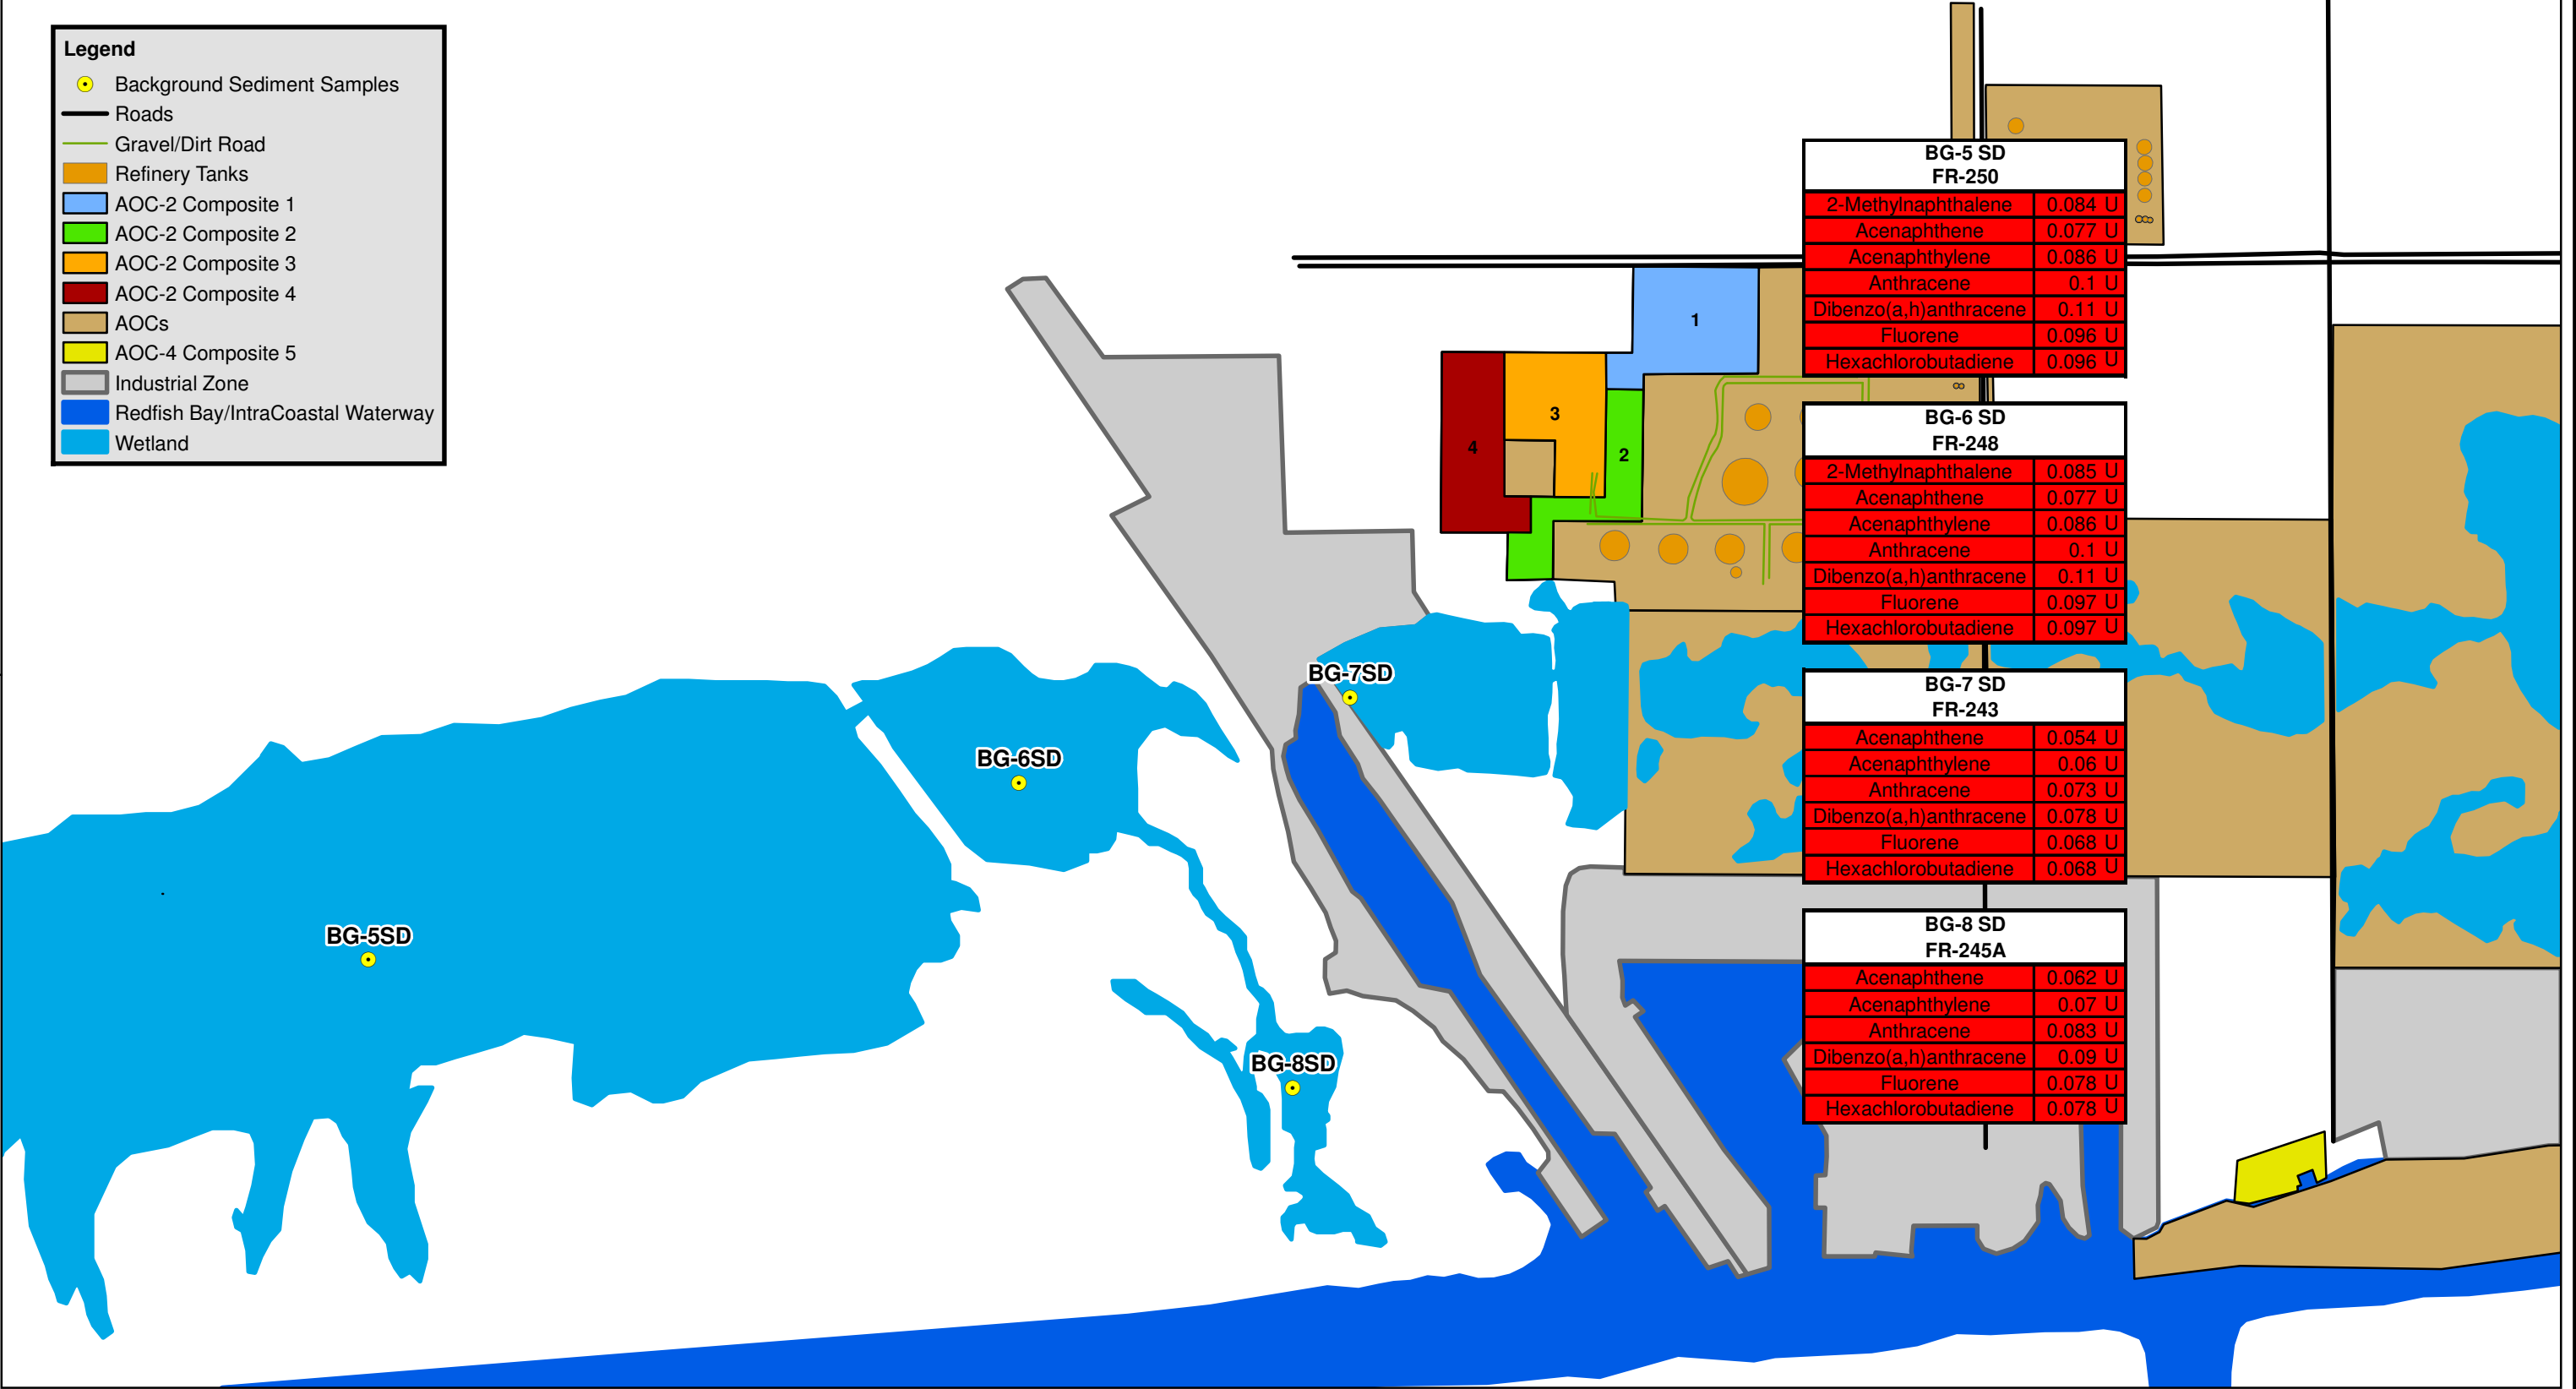 Legend
Background Sediment Samples
Roads
Gravel/Dirt Road
Refinery Tanks
AOC-2 Composite 1
AOC-2 Composite 2
AOC-2 Composite 3
AOC-2 Composite 4
AOCs
AOC-4 Composite 5
Industrial Zone
Redfish Bay/IntraCoastal Waterway
Wetland
1
3
4
2
BG-7SD
BG-6SD
BG-5SD
BG-8SD
BG-5 SD
FR-250
2-Methylnaphthalene 0.084 U
Acenaphthene 0.077 U
Acenaphthylene 0.086 U
Anthracene 0.1 U
Dibenzo(a,h)anthracene 0.11 U
Fluorene 0.096 U
Hexachlorobutadiene 0.096 U
BG-6 SD
FR-248
2-Methylnaphthalene 0.085 U
Acenaphthene 0.077 U
Acenaphthylene 0.086 U
Anthracene 0.1 U
Dibenzo(a,h)anthracene 0.11 U
Fluorene 0.097 U
Hexachlorobutadiene 0.097 U
BG-7 SD
FR-243
Acenaphthene 0.054 U
Acenaphthylene 0.06 U
Anthracene 0.073 U
Dibenzo(a,h)anthracene 0.078 U
Fluorene 0.068 U
Hexachlorobutadiene 0.068 U
BG-8 SD
FR-245A
Acenaphthene 0.062 U
Acenaphthylene 0.07 U
Anthracene 0.083 U
Dibenzo(a,h)anthracene 0.09 U
Fluorene 0.078 U
Hexachlorobutadiene 0.078 U